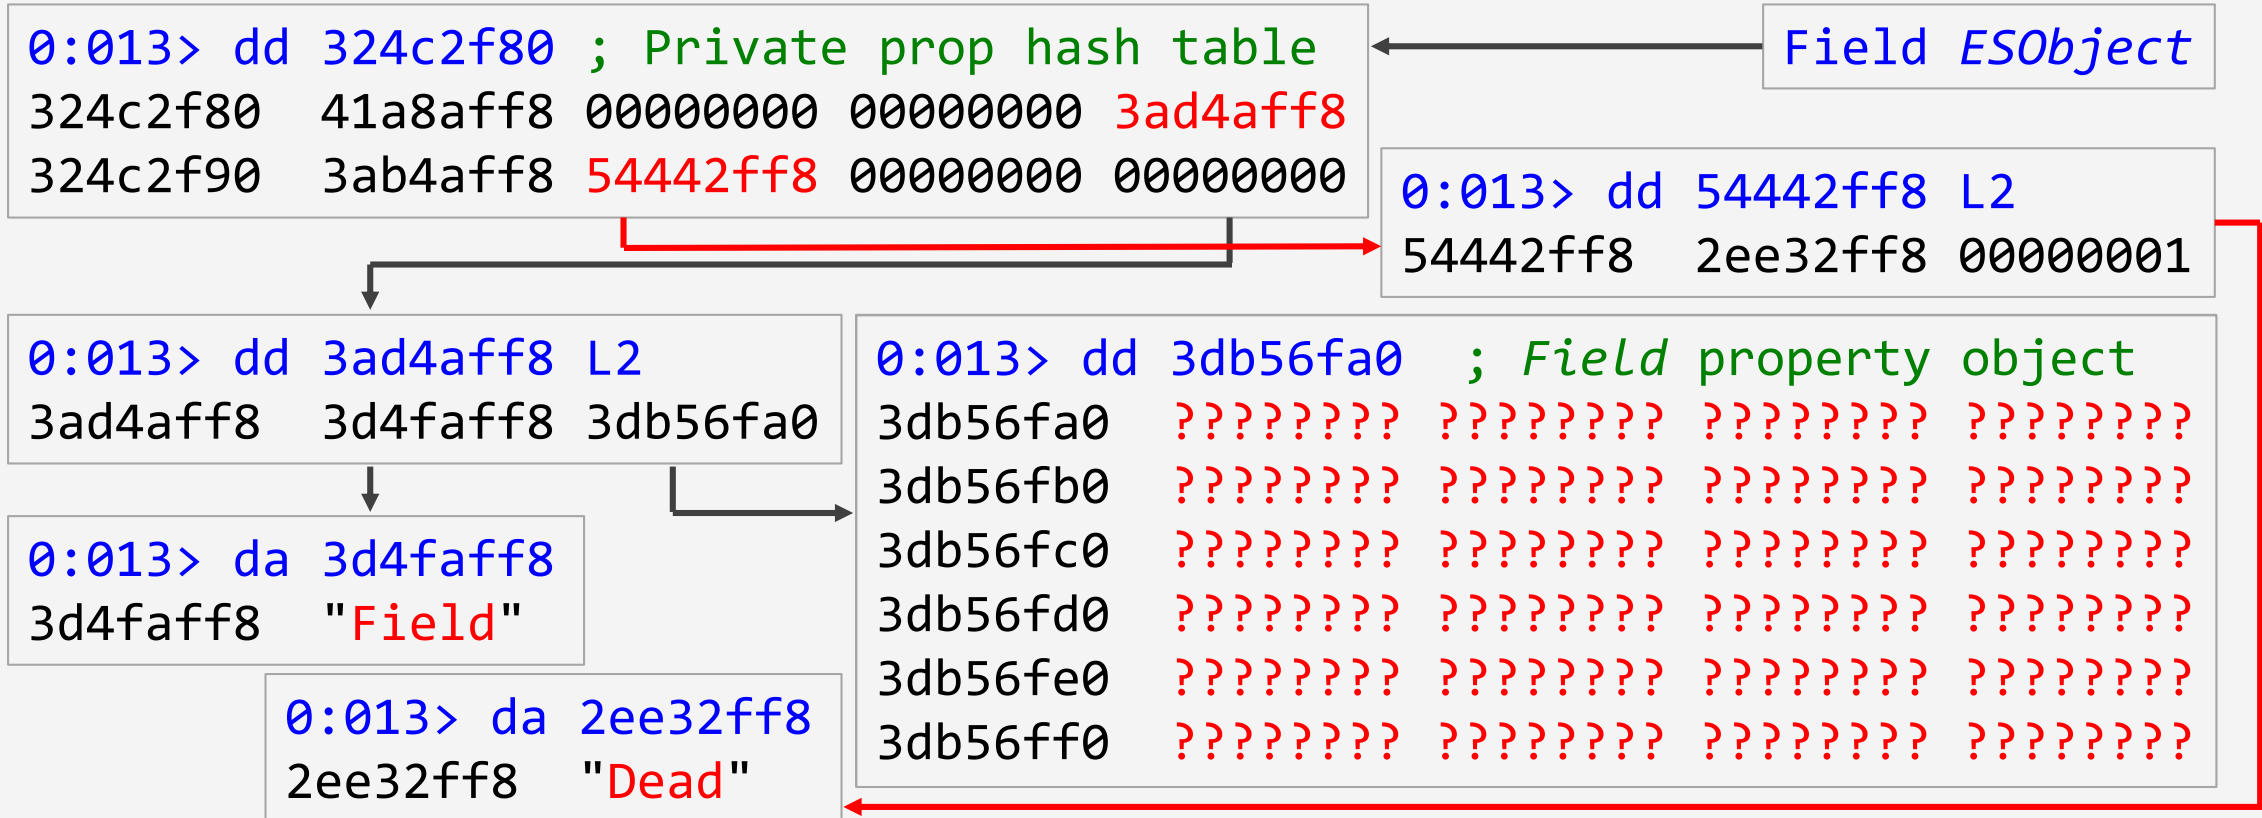 0:013> dd 324c2f80 ; Private prop hash table
324c2f80  41a8aff8 00000000 00000000 3ad4aff8
324c2f90  3ab4aff8 54442ff8 00000000 00000000
Field ESObject
0:013> dd 54442ff8 L2
54442ff8  2ee32ff8 00000001
0:013> dd 3ad4aff8 L2
3ad4aff8  3d4faff8 3db56fa0
0:013> dd 3db56fa0  ; Field property object
3db56fa0  ???????? ???????? ???????? ????????
3db56fb0  ???????? ???????? ???????? ????????
3db56fc0  ???????? ???????? ???????? ????????
3db56fd0  ???????? ???????? ???????? ????????
3db56fe0  ???????? ???????? ???????? ????????
3db56ff0  ???????? ???????? ???????? ????????
0:013> da 3d4faff8
3d4faff8  "Field"
0:013> da 2ee32ff8
2ee32ff8  "Dead"